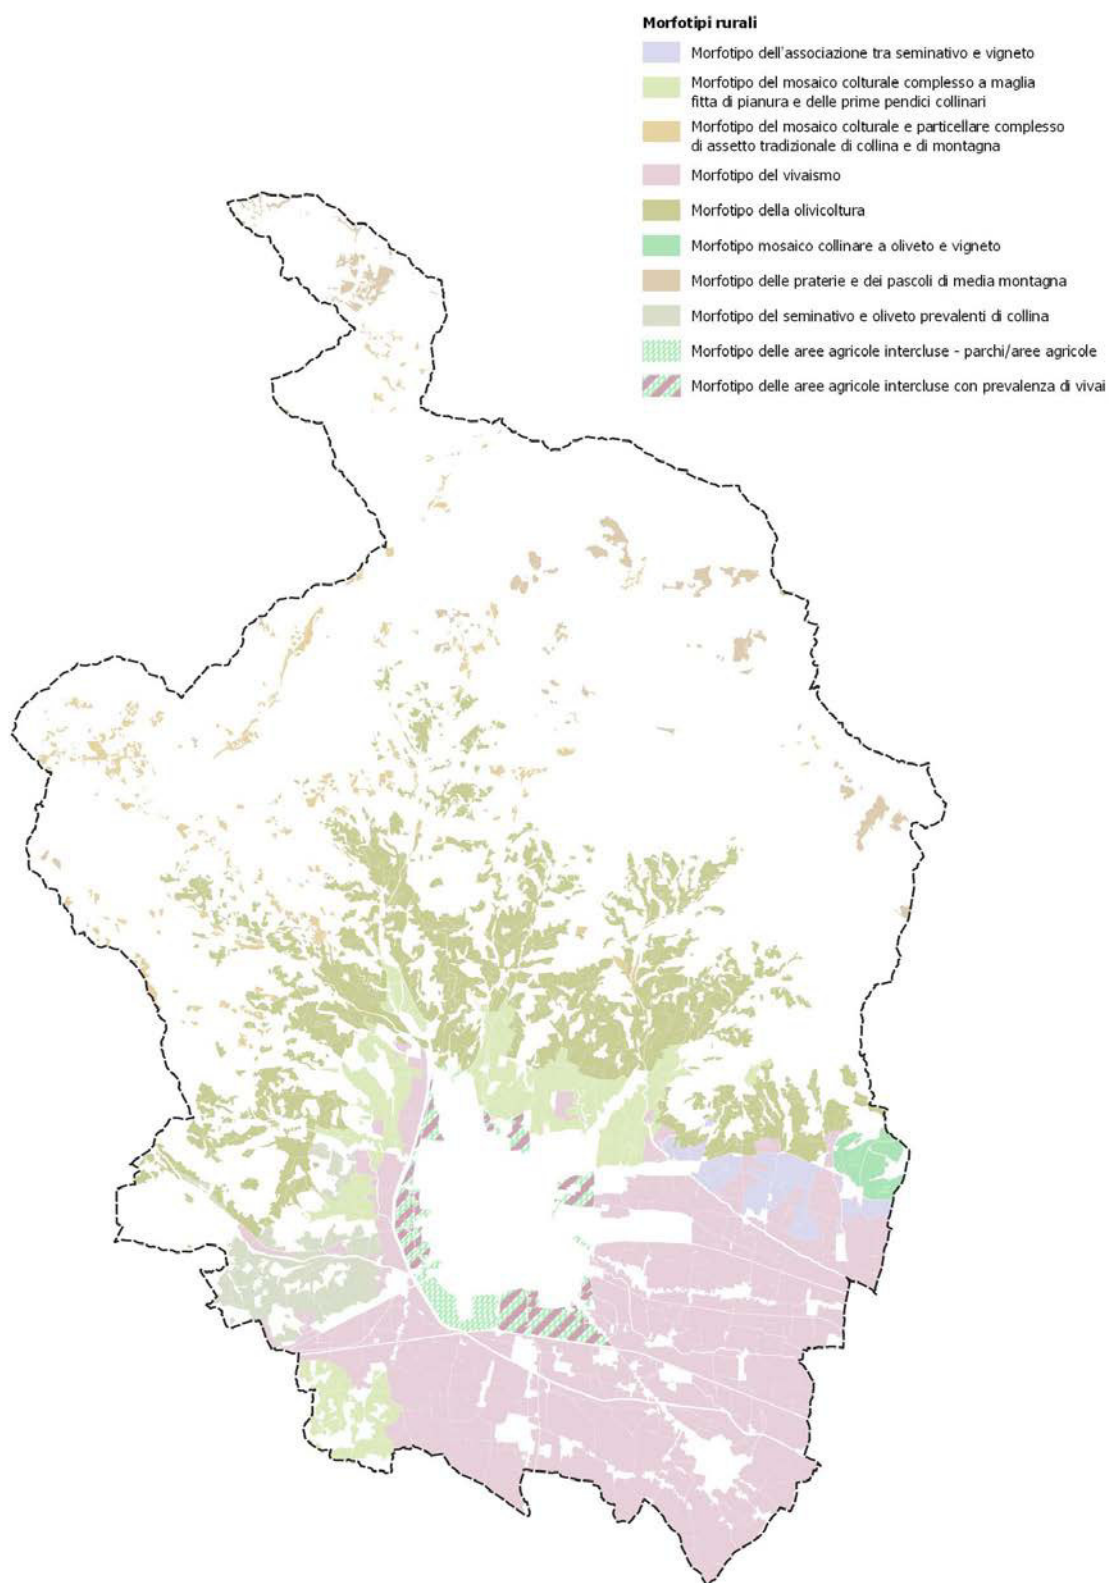 Morfotipi rurali
Morfotipo dell'associazione tra seminativo e vigneto
Morfotipo del mosaico colturale complesso a maglia
fitta di pianura e delle prime pendici collinari
Morfotipo del mosaico colturale e particellare complesso
di assetto tradizionale di collina e di montagna
Morfotipo del vivaismo
Morfotipo della olivicoltura
Morfotipo mosaico collinare a oliveto e vigneto
Morfotipo delle praterie e dei pascoli di media montagna
Morfotipo del seminativo e oliveto prevalenti di collina
Morfotipo delle aree agricole intercluse - parchi/aree agricole
Morfotipo delle aree agricole intercluse con prevalenza di vivai